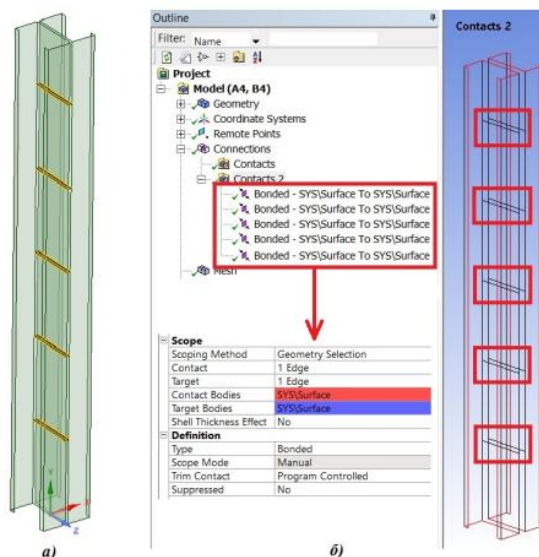 Outline
Filter: Name
Project
Model (A4, B4)
Geometry
Coordinate Systems
Remote Points
Connections
Contacts
Contacts 2
Bonded - SYS\Surface To SYS\Surface
Bonded - SYS\Surface To SYS\Surface
Bonded - SYS\Surface To SYS\Surface
Bonded - SYS\Surface To SYS\Surface
Bonded - SYS\Surface To SYS\Surface
Mesh
Scope
Scoping Method Geometry Selection
Contact 1 Edge
Target 1 Edge
Contact Bodies SYS\Surface
Target Bodies SYS\Surface
Shell Thickness Effect No
Definition
Type Bonded
Scope Mode Manual
Trim Contact Program Controlled
Suppressed No
Contacts 2
Y
X
Z
а)
б)